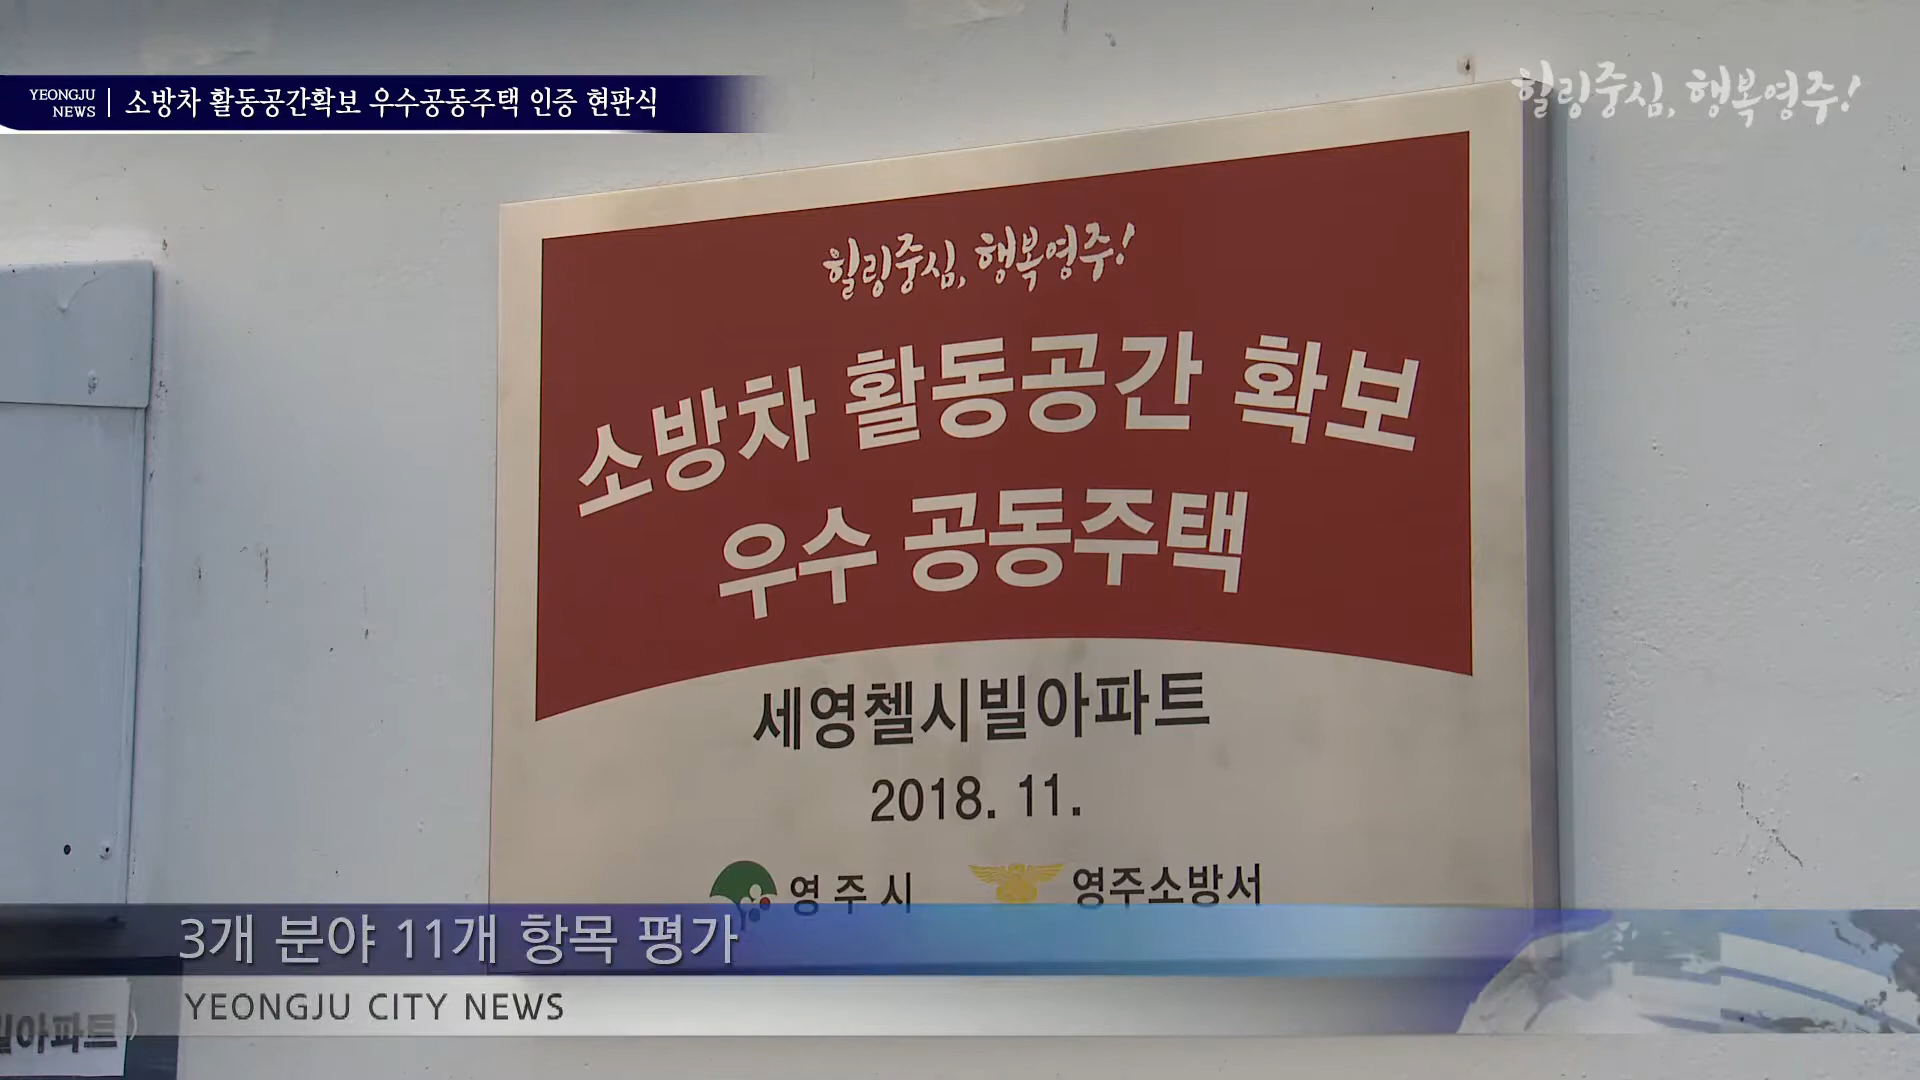 YEONGJU NEWS
소방차 활동공간확보 우수공동주택 인증 현판식
힐링중심, 행복영주!
힐링중심, 행복영주!
소방차 활동공간 확보
우수 공동주택
세영첼시빌아파트
2018. 11.
영주시
영주소방서
3개 분야 11개 항목 평가
YEONGJU CITY NEWS
빌아파트)